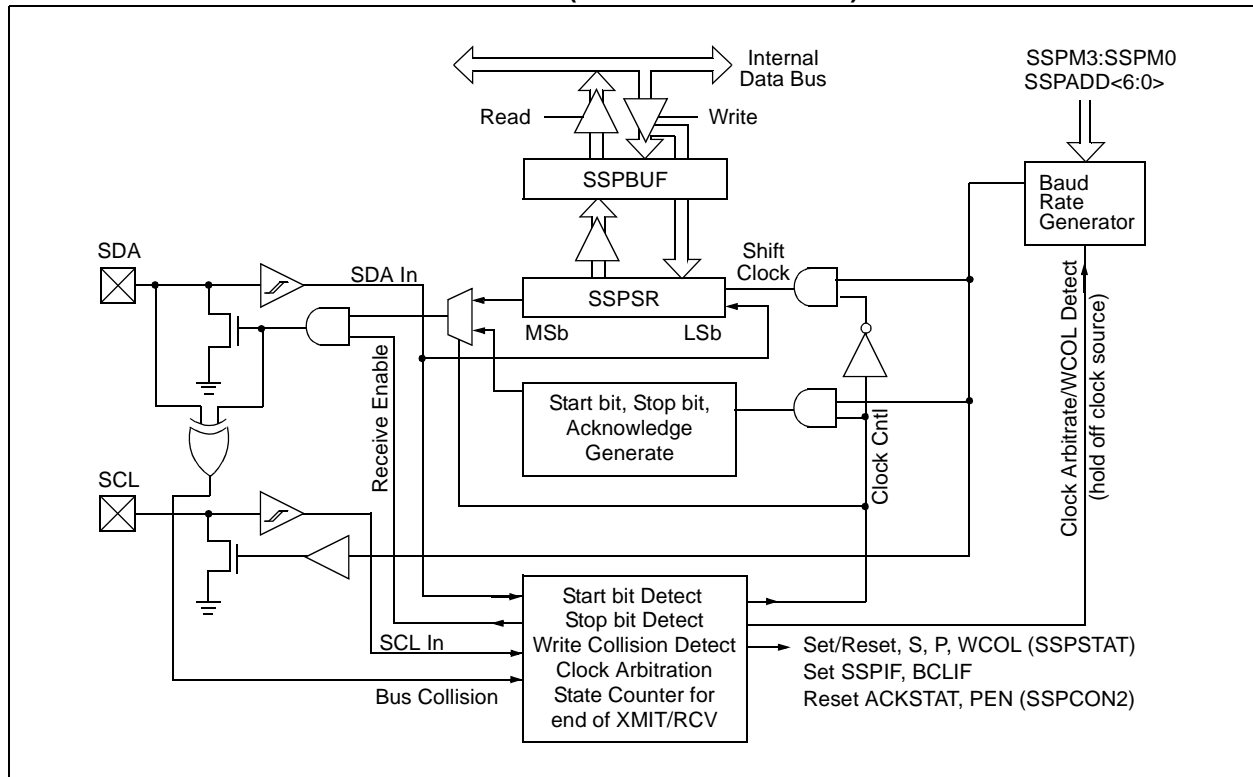 Internal
Data Bus
SSPM3:SSPM0
SSPADD<6:0>
Read
Write
SSPBUF
Baud
Rate
Generator
SDA
SDA In
Shift
Clock
SSPSR
MSb
LSb
Start bit, Stop bit,
Acknowledge
Generate
Receive Enable
Clock Cntl
Clock Arbitrate/WCOL Detect
(hold off clock source)
SCL
SCL In
Bus Collision
Start bit Detect
Stop bit Detect
Write Collision Detect
Clock Arbitration
State Counter for
end of XMIT/RCV
Set/Reset, S, P, WCOL (SSPSTAT)
Set SSPIF, BCLIF
Reset ACKSTAT, PEN (SSPCON2)